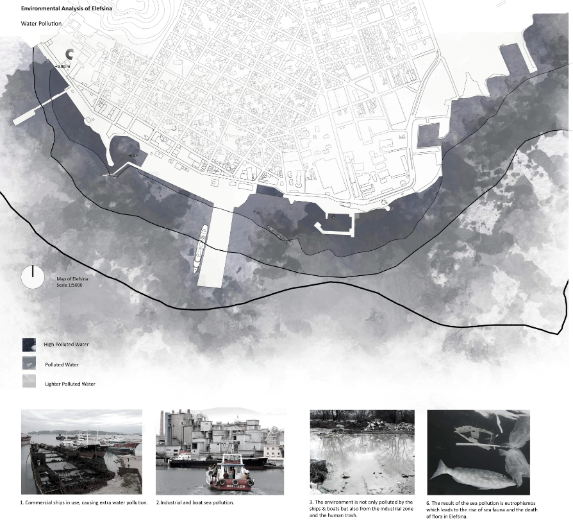 Environmental Analysis of Elefsina
Water Pollution.
Map of Elefsina
Scale 1:5000
High Polluted Water
Polluted Water
Lighter Polluted Water
1. Commercial ships in use, causing extra water pollution.
2.Industrial and boat sea pollution.
3. The environment is not only polluted by the
ships & boats but also from the industrial zone
and the human trash.
6. The result of the sea pollution is eutrophismos
which leads to the rise of sea fauna and the death
of flora in Elefsina.